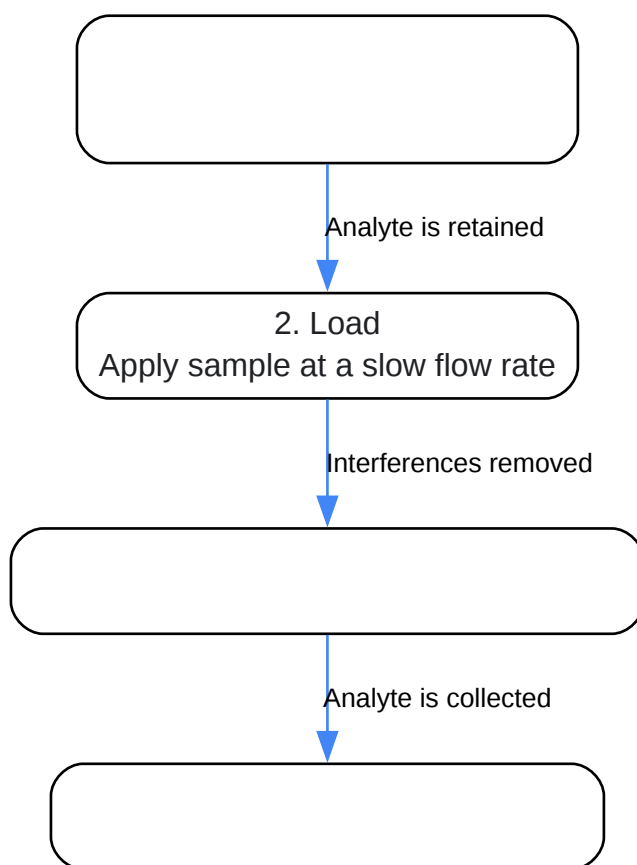 Analyte is retained
2. Load
Apply sample at a slow flow rate
Interferences removed
Analyte is collected